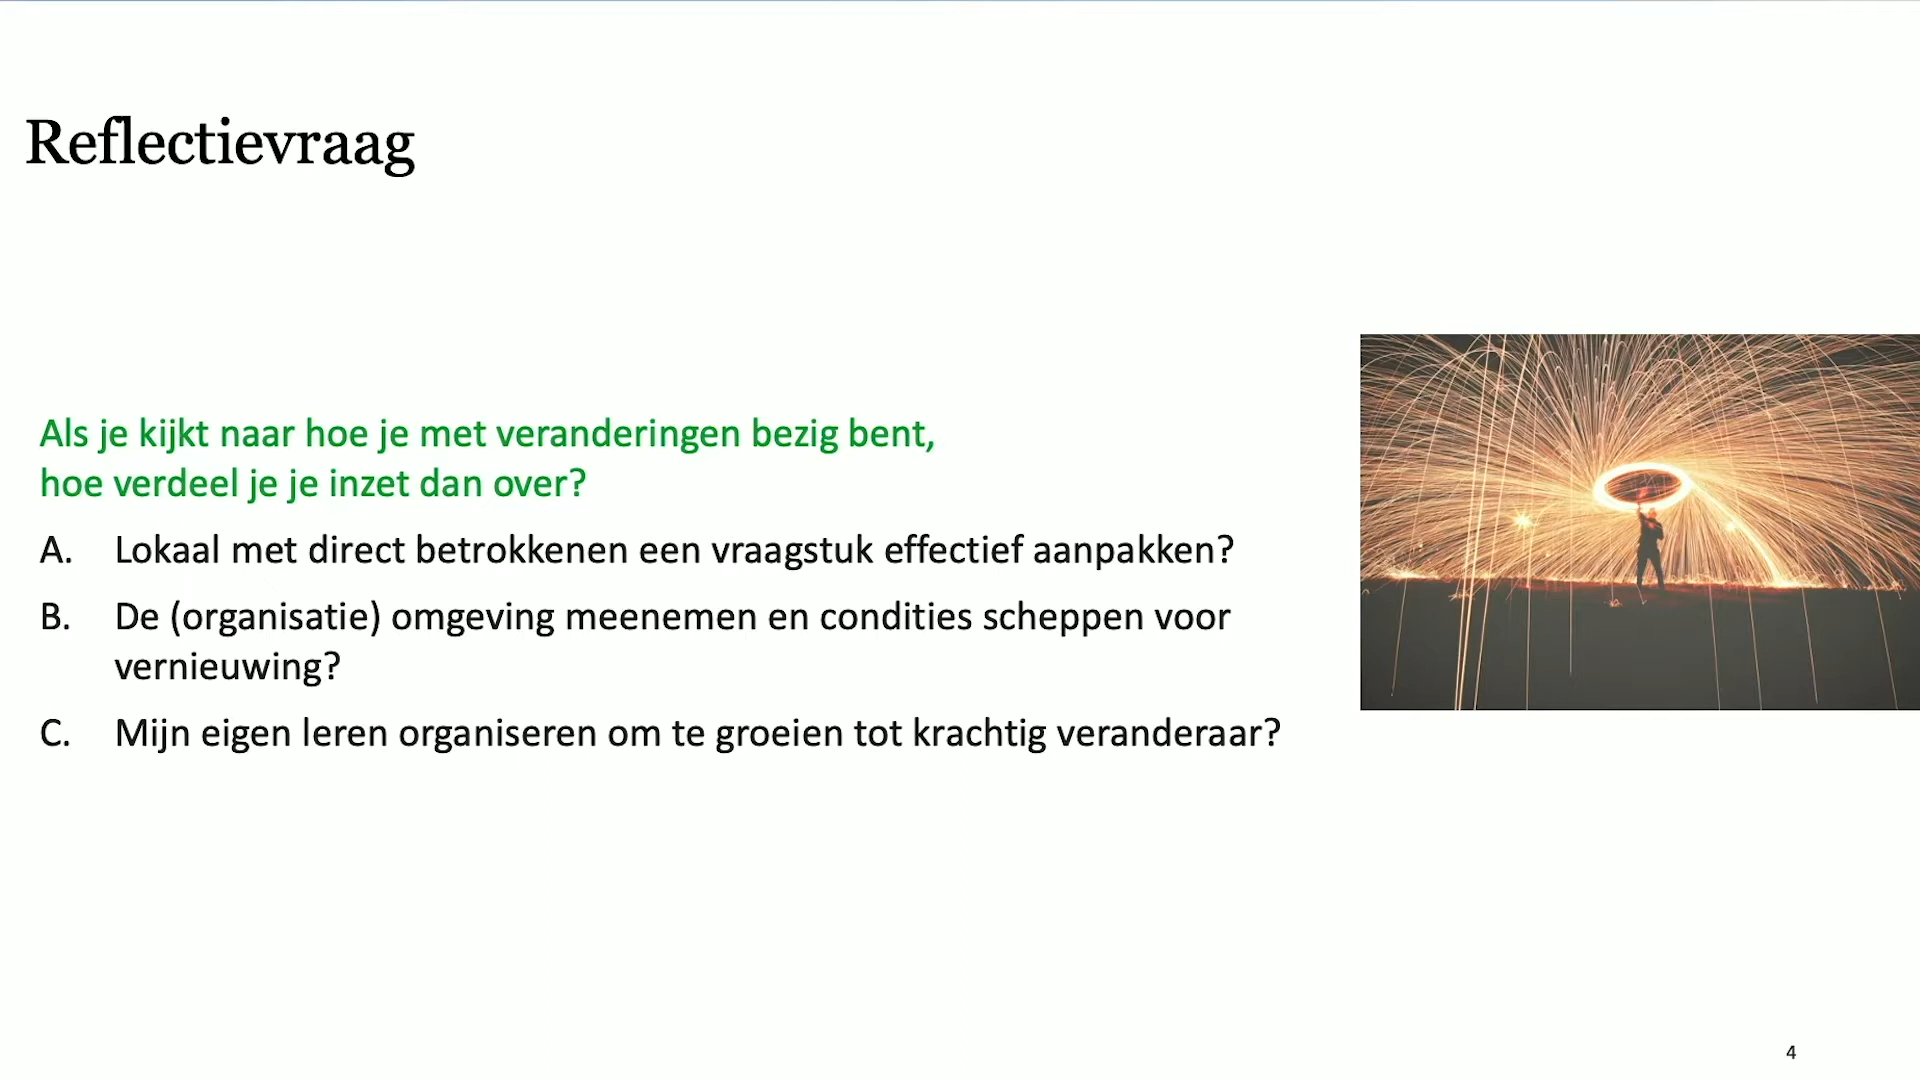 Reflectievraag
Als je kijkt naar hoe je met veranderingen bezig bent,
hoe verdeel je je inzet dan over?
A. Lokaal met direct betrokkenen een vraagstuk effectief aanpakken?
B. De (organisatie) omgeving meenemen en condities scheppen voor
vernieuwing?
C. Mijn eigen leren organiseren om te groeien tot krachtig veranderaar?
4